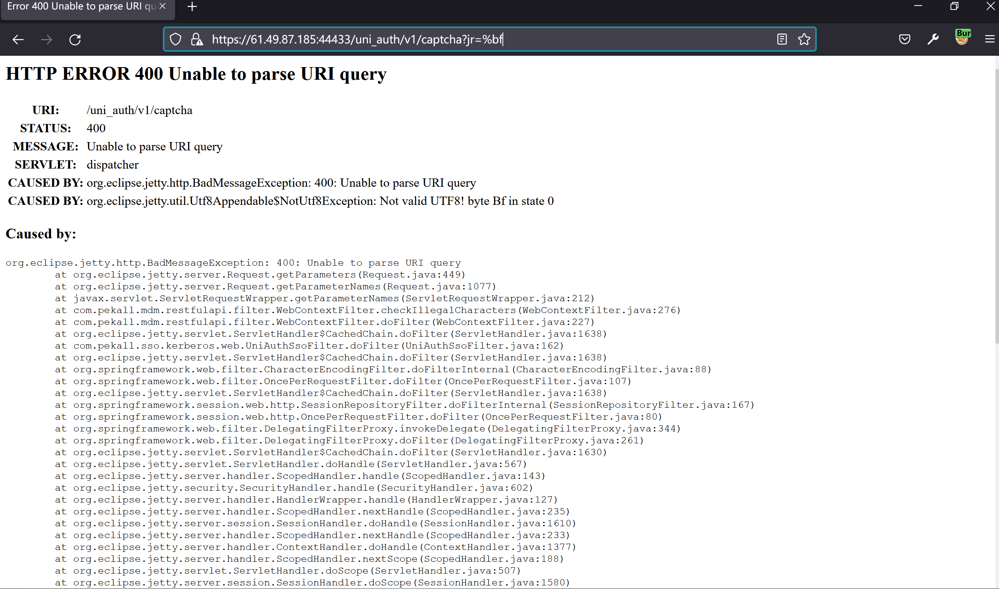 Error 400 Unable to parse URI qu
https://61.49.87.185:44433/uni_auth/v1/captcha?jr=%bf
Bur
HTTP ERROR 400 Unable to parse URI query
URI: /uni_auth/v1/captcha
STATUS: 400
MESSAGE: Unable to parse URI query
SERVLET: dispatcher
CAUSED BY: org.eclipse.jetty.http.BadMessageException: 400: Unable to parse URI query
CAUSED BY: org.eclipse.jetty.util.Utf8Appendable$NotUtf8Exception: Not valid UTF8! byte Bf in state 0
Caused by:
org.eclipse.jetty.http.BadMessageException: 400: Unable to parse URI query
at org.eclipse.jetty.server.Request.getParameters(Request.java:449)
at org.eclipse.jetty.server.Request.getParameterNames(Request.java:1077)
at javax.servlet.ServletRequestWrapper.getParameterNames(ServletRequestWrapper.java:212)
at com.pekall.mdm.restfulapi.filter.WebContextFilter.checkIllegalCharacters(WebContextFilter.java:276)
at com.pekall.mdm.restfulapi.filter.WebContextFilter.doFilter(WebContextFilter.java:227)
at org.eclipse.jetty.servlet.ServletHandler$CachedChain.doFilter(ServletHandler.java:1638)
at com.pekall.sso.kerberos.web.UniAuthSsoFilter.doFilter(UniAuthSsoFilter.java:162)
at org.eclipse.jetty.servlet.ServletHandler$CachedChain.doFilter(ServletHandler.java:1638)
at org.springframework.web.filter.CharacterEncodingFilter.doFilterInternal(CharacterEncodingFilter.java:88)
at org.springframework.web.filter.OncePerRequestFilter.doFilter(OncePerRequestFilter.java:107)
at org.eclipse.jetty.servlet.ServletHandler$CachedChain.doFilter(ServletHandler.java:1638)
at org.springframework.session.web.http.SessionRepositoryFilter.doFilterInternal(SessionRepositoryFilter.java:167)
at org.springframework.session.web.http.OncePerRequestFilter.doFilter(OncePerRequestFilter.java:80)
at org.springframework.web.filter.DelegatingFilterProxy.invokeDelegate(DelegatingFilterProxy.java:344)
at org.springframework.web.filter.DelegatingFilterProxy.doFilter(DelegatingFilterProxy.java:261)
at org.eclipse.jetty.servlet.ServletHandler$CachedChain.doFilter(ServletHandler.java:1630)
at org.eclipse.jetty.servlet.ServletHandler.doHandle(ServletHandler.java:567)
at org.eclipse.jetty.server.handler.ScopedHandler.handle(ScopedHandler.java:143)
at org.eclipse.jetty.security.SecurityHandler.handle(SecurityHandler.java:602)
at org.eclipse.jetty.server.handler.HandlerWrapper.handle(HandlerWrapper.java:127)
at org.eclipse.jetty.server.handler.ScopedHandler.nextHandle(ScopedHandler.java:235)
at org.eclipse.jetty.server.session.SessionHandler.doHandle(SessionHandler.java:1610)
at org.eclipse.jetty.server.handler.ScopedHandler.nextHandle(ScopedHandler.java:233)
at org.eclipse.jetty.server.handler.ContextHandler.doHandle(ContextHandler.java:1377)
at org.eclipse.jetty.server.handler.ScopedHandler.nextScope(ScopedHandler.java:188)
at org.eclipse.jetty.servlet.ServletHandler.doScope(ServletHandler.java:507)
at org.eclipse.jetty.server.session.SessionHandler.doScope(SessionHandler.java:1580)